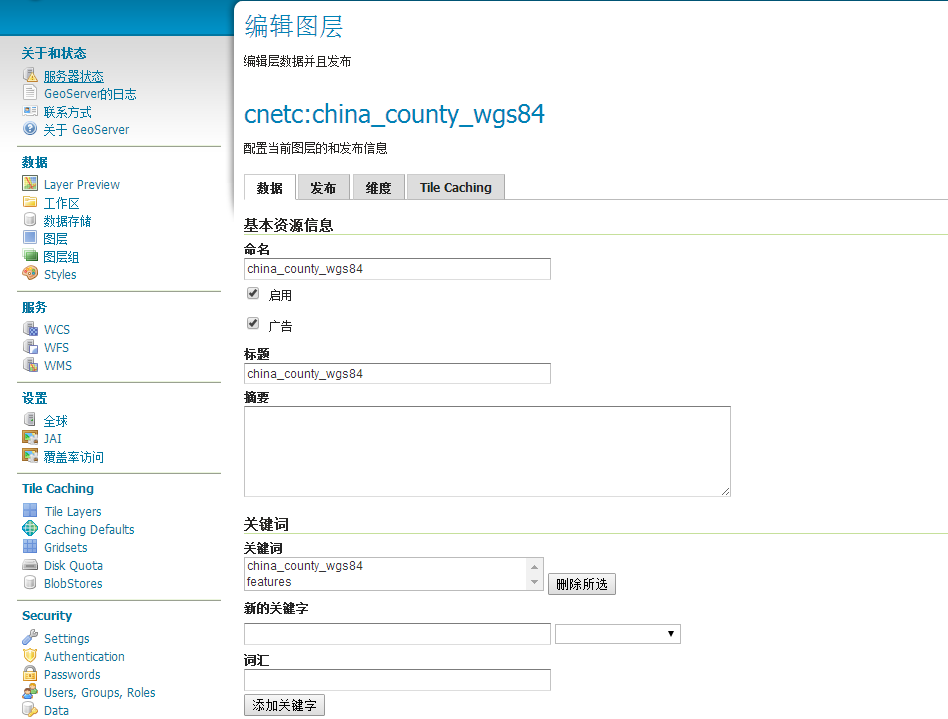 关于和状态
服务器状态
GeoServer的日志
联系方式
关于 GeoServer
数据
Layer Preview
工作区
数据存储
图层
图层组
Styles
服务
WCS
WFS
WMS
设置
全球
JAI
覆盖率访问
Tile Caching
Tile Layers
Caching Defaults
Gridsets
Disk Quota
BlobStores
Security
Settings
Authentication
Passwords
Users, Groups, Roles
Data
编辑图层
编辑层数据并且发布
cnetc:china_county_wgs84
配置当前图层的和发布信息
数据 发布 维度 Tile Caching
基本资源信息
命名
china_county_wgs84
启用
广告
标题
china_county_wgs84
摘要
关键词
关键词
china_county_wgs84
features
删除所选
新的关键字
词汇
添加关键字